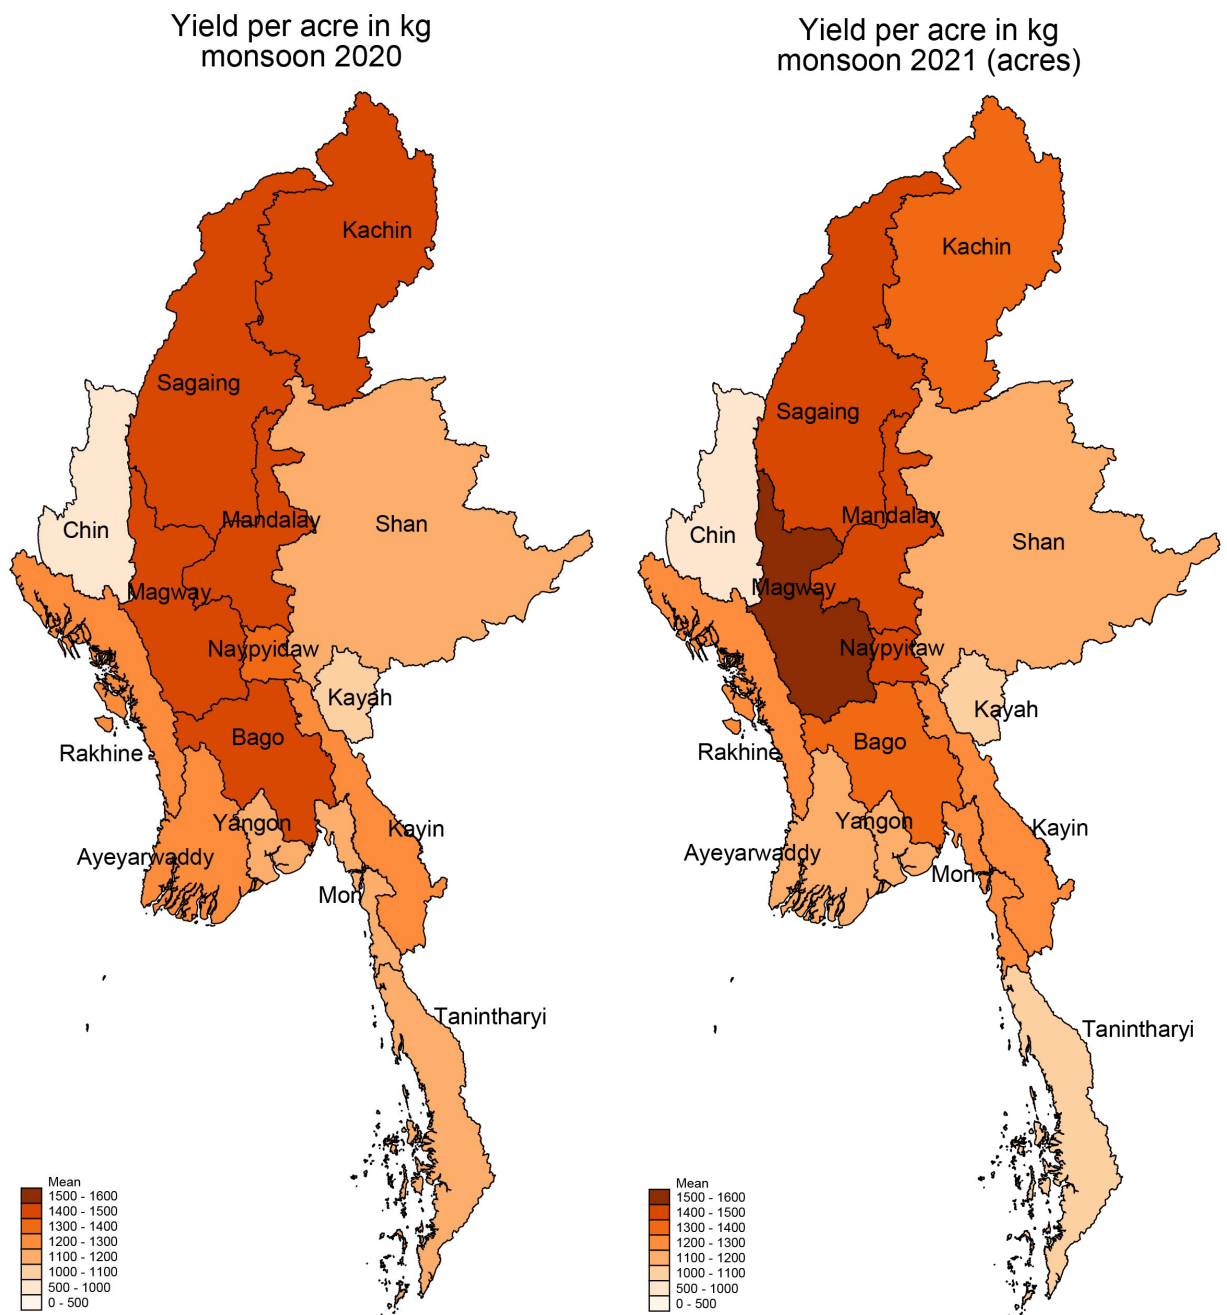 Yield per acre in kg
monsoon 2020
Kachin
Sagaing
Chin
Mandalay
Shan
Magway
Naypyidaw
Kayah
Rakhine
Bago
Yangon
Kayin
Ayeyarwaddy
Mon
Tanintharyi
Mean
1500 - 1600
1400 - 1500
1300 - 1400
1200 - 1300
1100 - 1200
1000 - 1100
500 - 1000
0 - 500
Yield per acre in kg
monsoon 2021 (acres)
Kachin
Sagaing
Chin
Mandalay
Shan
Magway
Naypyitaw
Kayah
Rakhine
Bago
Yangon
Kayin
Ayeyarwaddy
Mon
Tanintharyi
Mean
1500 - 1600
1400 - 1500
1300 - 1400
1200 - 1300
1100 - 1200
1000 - 1100
500 - 1000
0 - 500